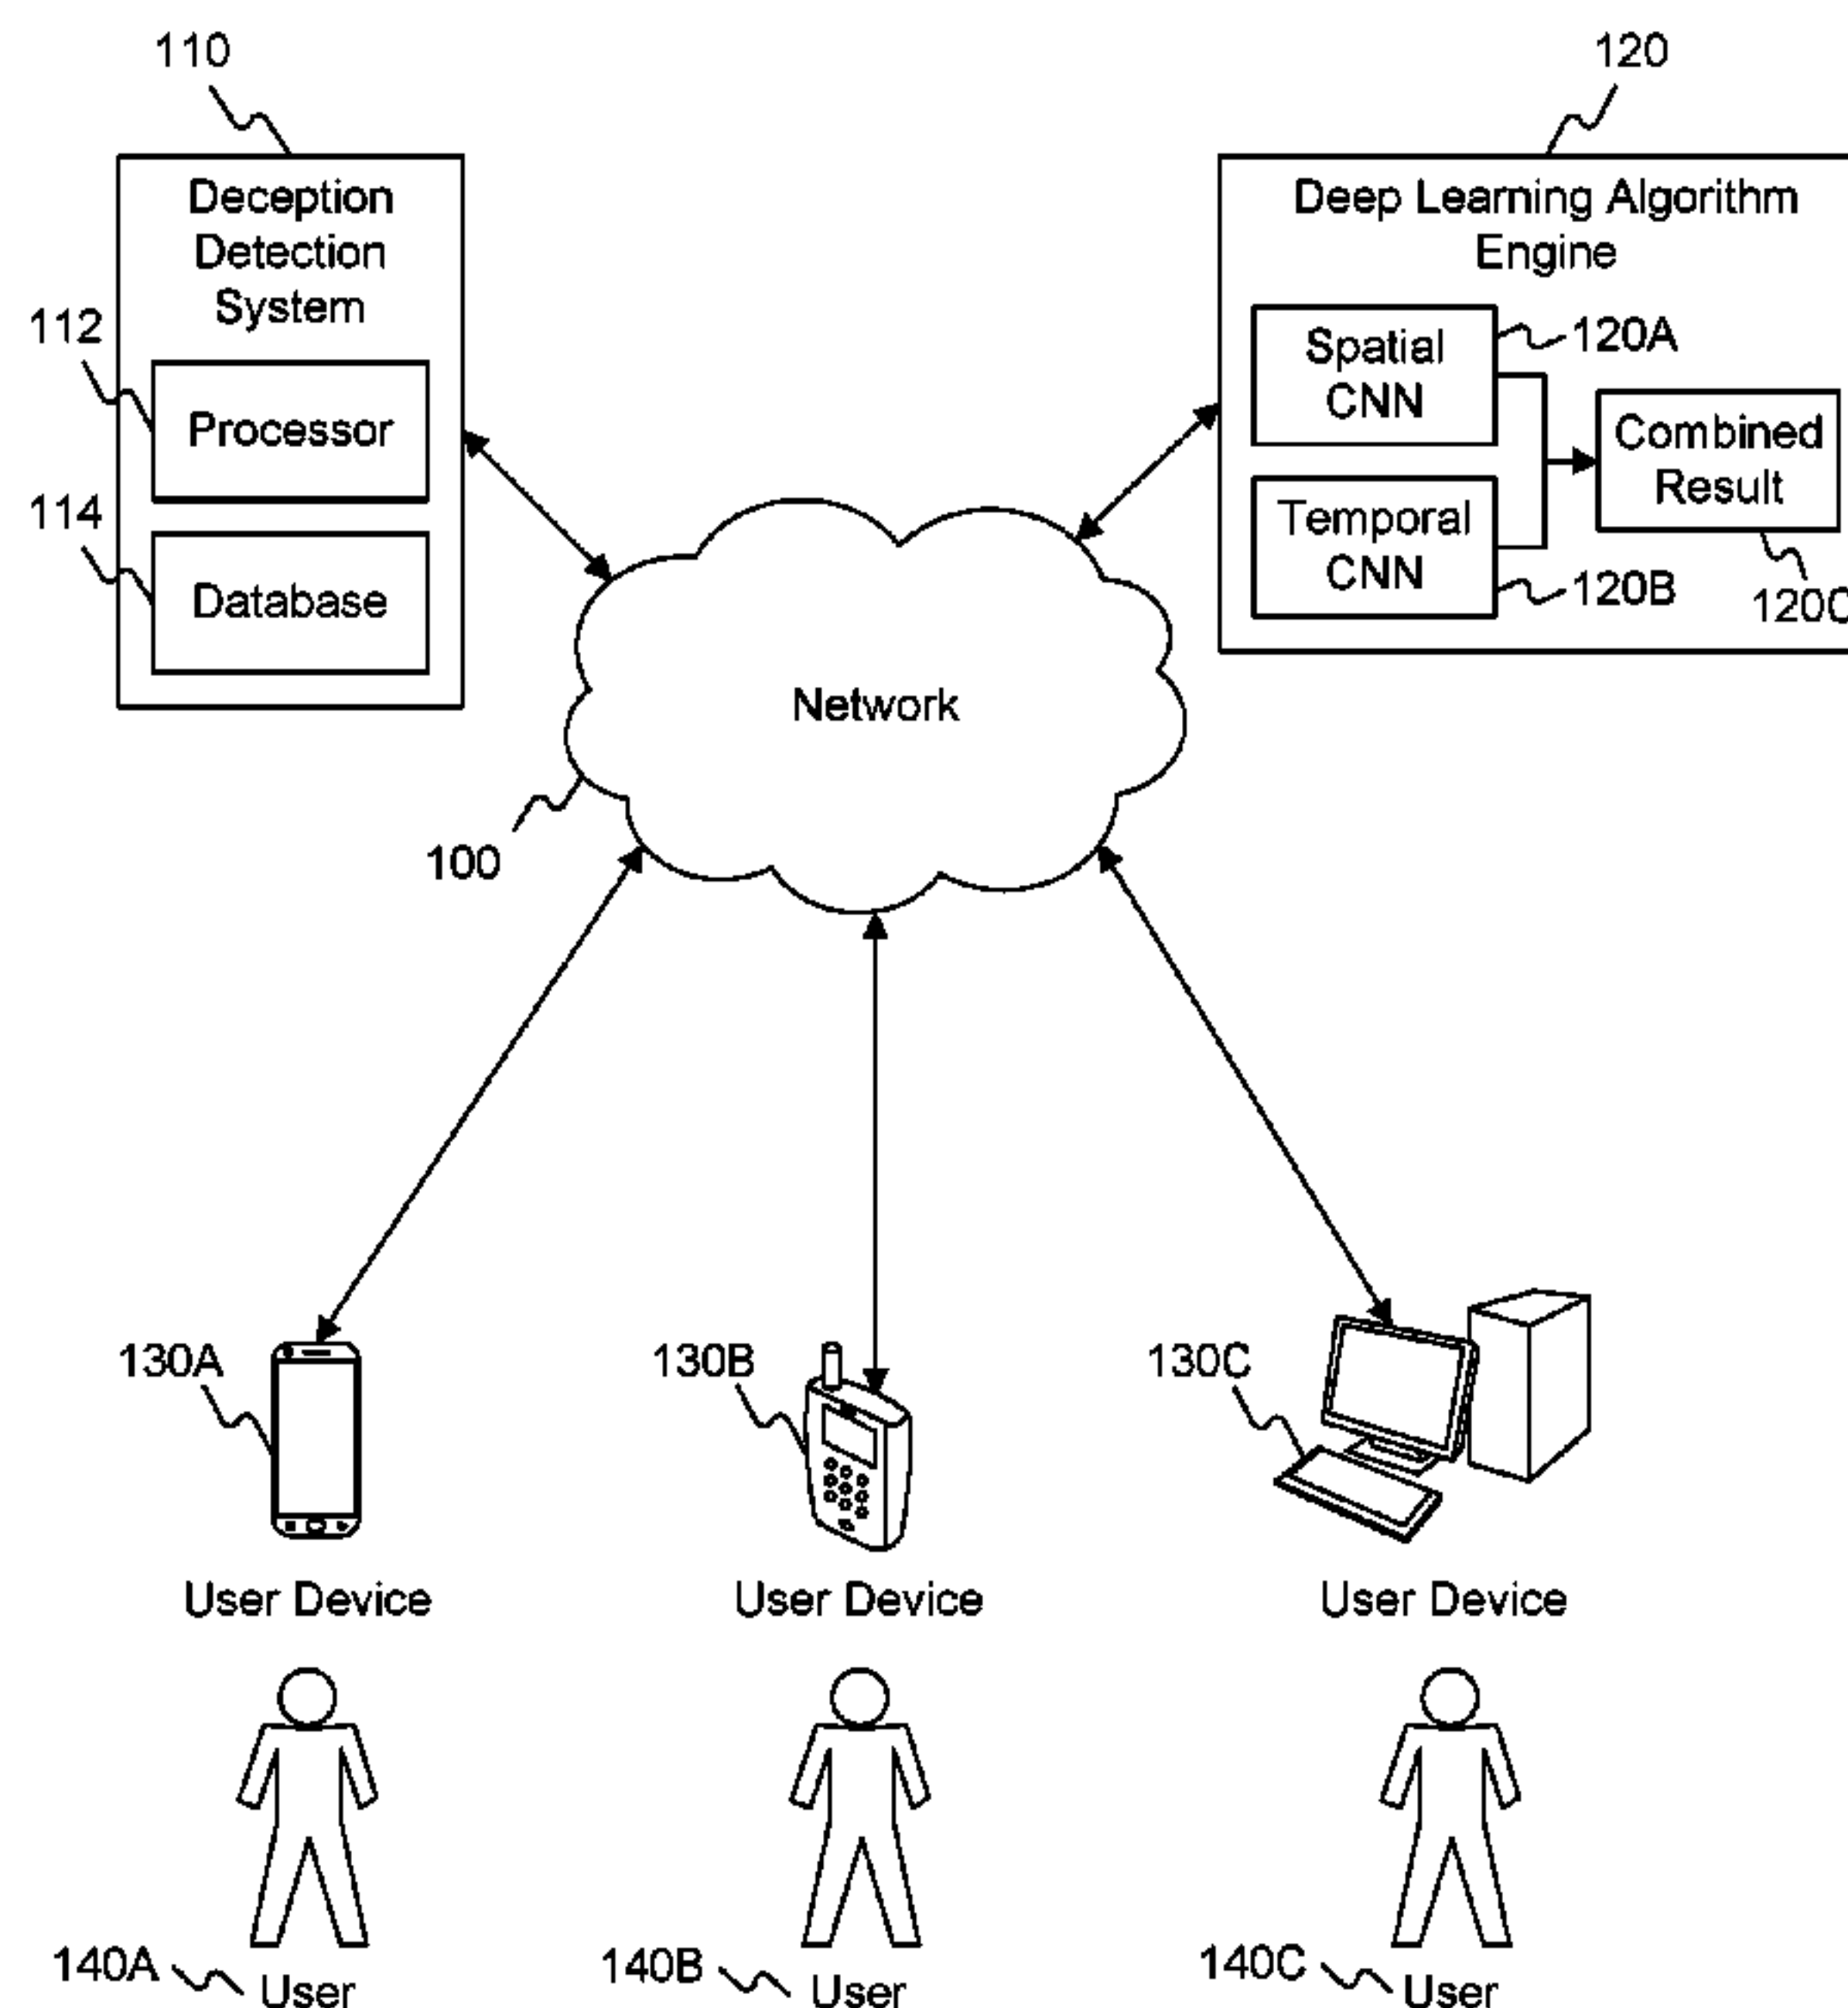 110
120
Deception
Detection
System
Deep Learning Algorithm
Engine
112
Processor
114
Database
Spatial
CNN
120A
Temporal
CNN
120B
Combined
Result
120C
Network
100
130A
130B
130C
User Device
User Device
User Device
140A
User
140B
User
140C
User